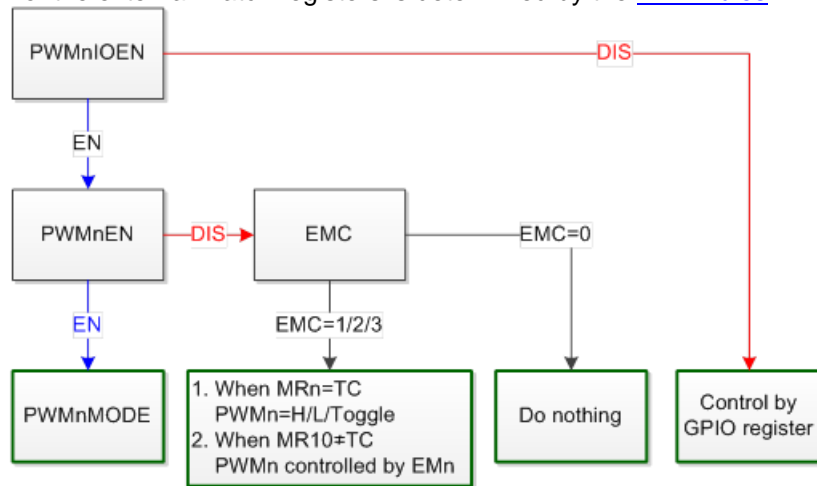 PWMnIOEN
DIS
EN
PWMnEN
DIS
EMC
EMC=0
EN
EMC=1/2/3
PWMnMODE
1. When MRn=TC
PWMn=H/L/Toggle
2. When MR10≠TC
PWMn controlled by EMn
Do nothing
Control by
GPIO register